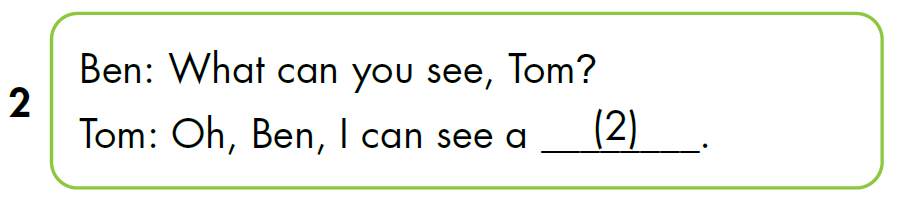 2
Ben: What can you see, Tom?
Tom: Oh, Ben, I can see a ___(2)___.